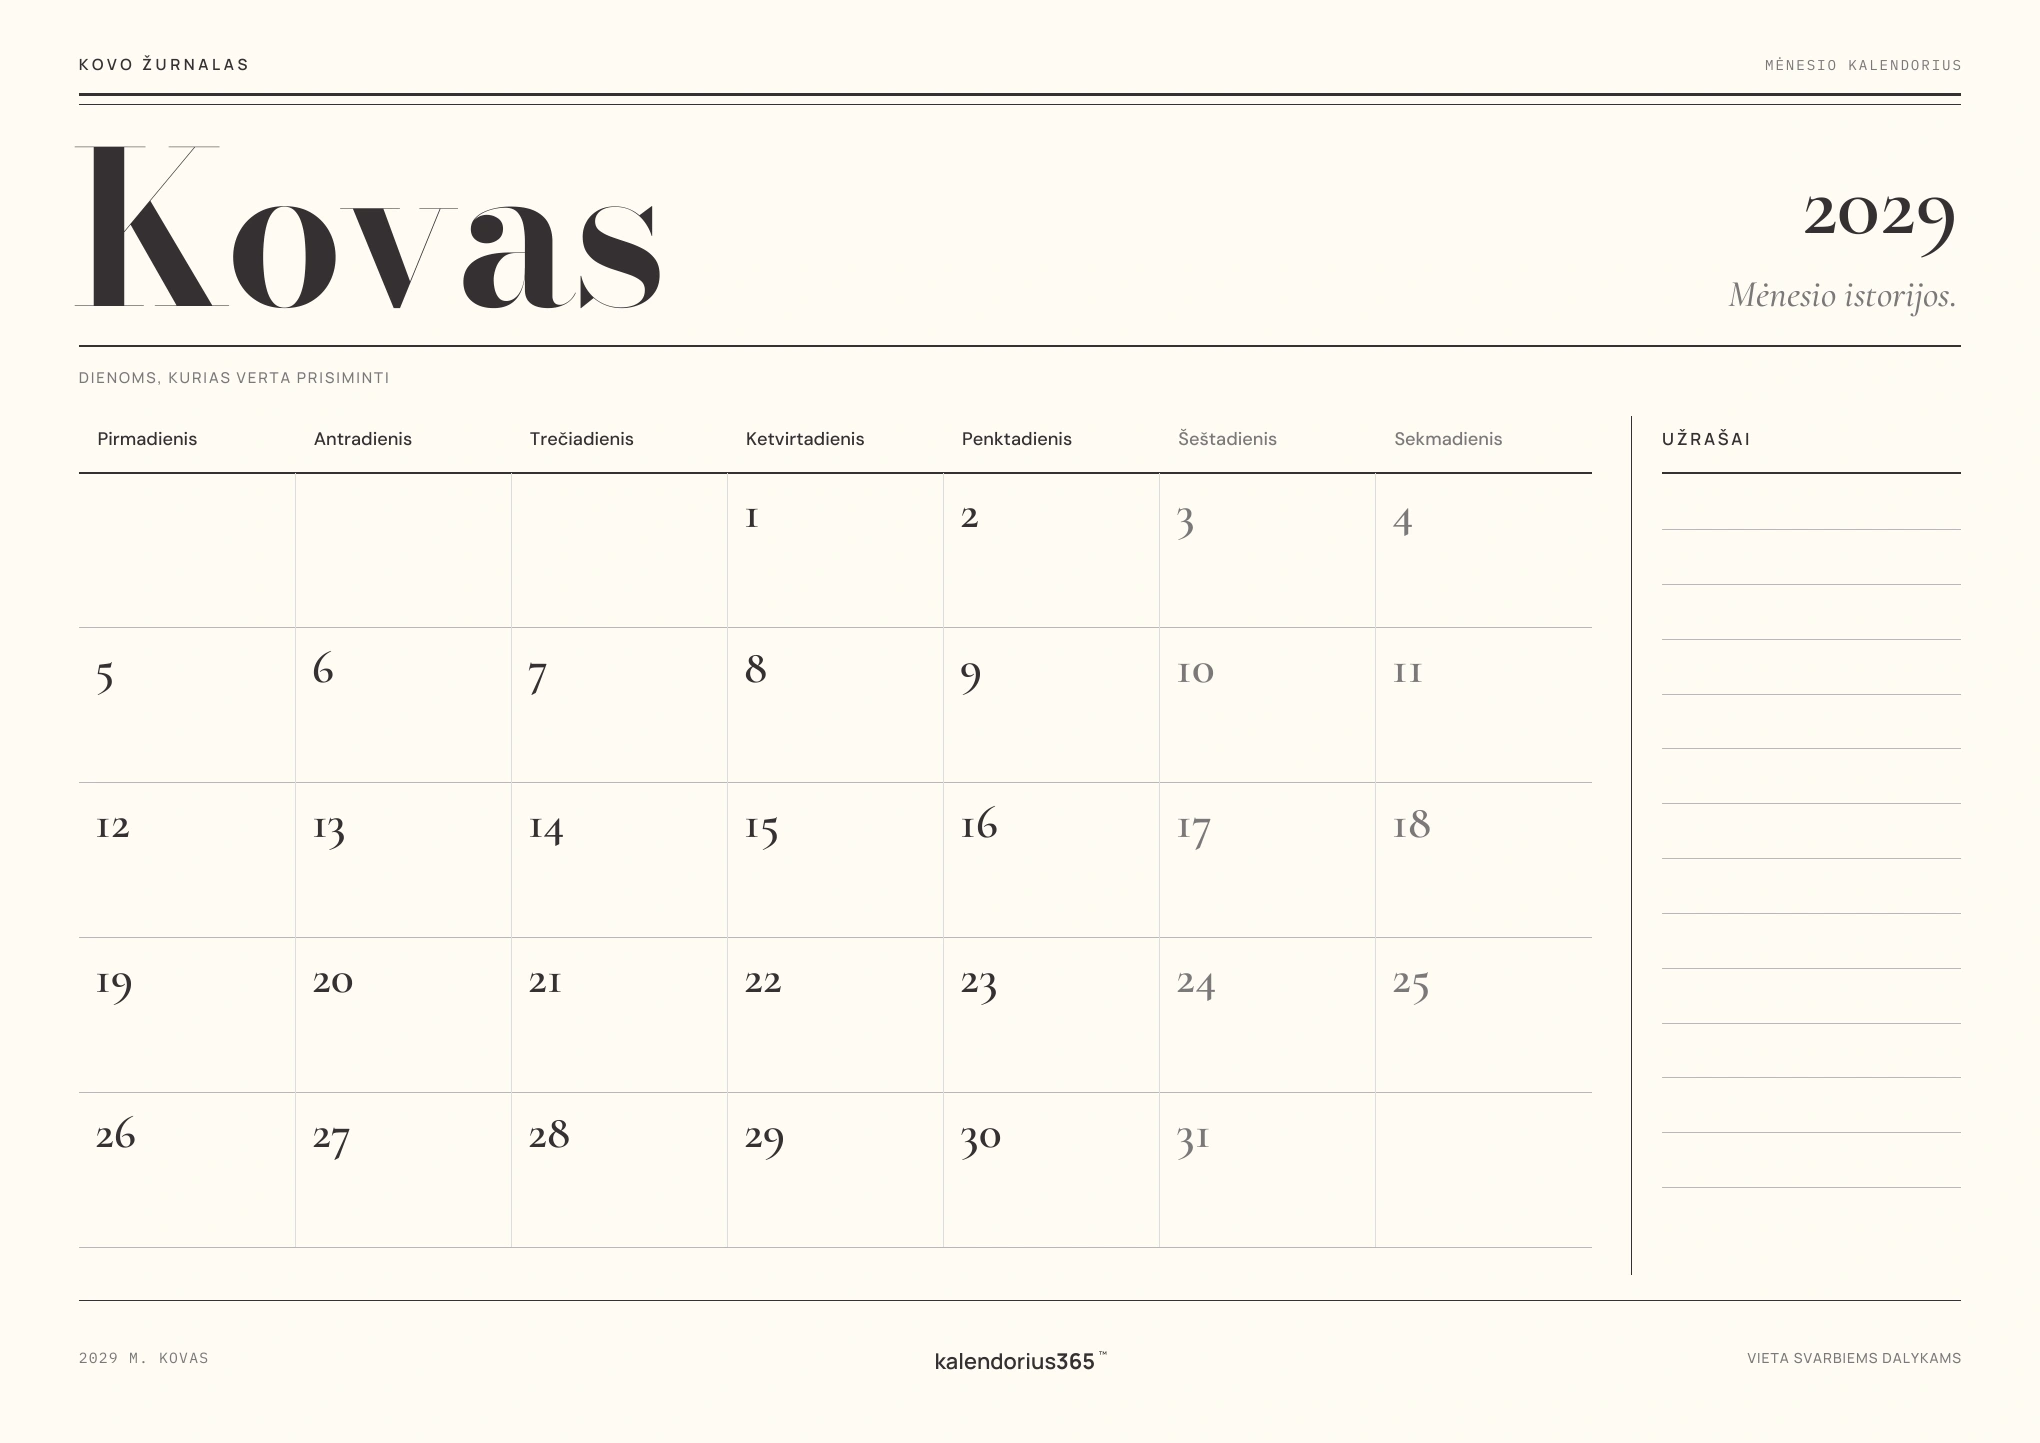 KOVO ŽURNALAS
MĖNESIO KALENDORIUS
Kovas
2029
Mėnesio istorijos.
DIENOMS, KURIAS VERTA PRISIMINTI
Pirmadienis Antradienis Trečiadienis Ketvirtadienis Penktadienis Šeštadienis Sekmadienis
UŽRAŠAI
1 2 3 4
5 6 7 8 9 10 11
12 13 14 15 16 17 18
19 20 21 22 23 24 25
26 27 28 29 30 31
2029 M. KOVAS
kalendorius365™
VIETA SVARBIEMS DALYKAMS